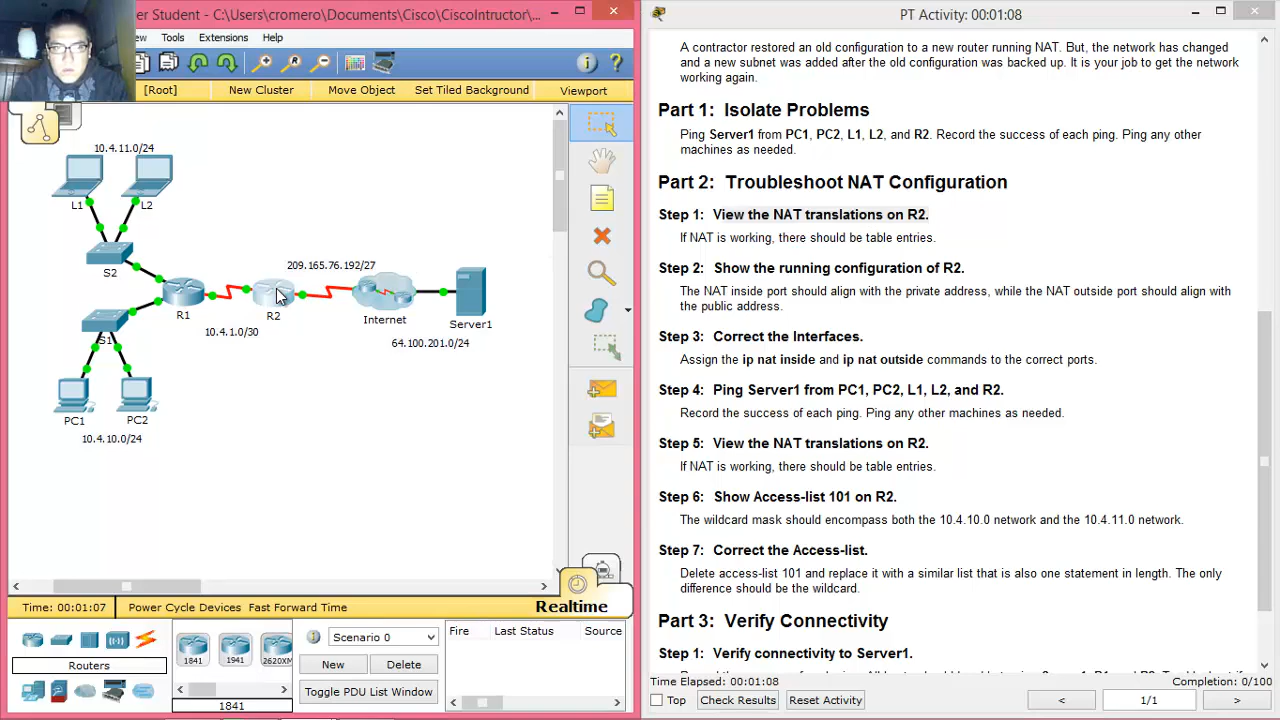 er Student - C:\Users\cromero\Documents\Cisco\CiscoIntructor\...
ew Tools Extensions Help
[Root] New Cluster Move Object Set Tiled Background Viewport
10.4.11.0/24
L1 L2
S2
209.165.76.192/27
R1 R2 Internet Server1
10.4.1.0/30
64.100.201.0/24
S1
PC1 PC2
10.4.10.0/24
Time: 00:01:07 Power Cycle Devices Fast Forward Time Realtime
Routers
1841 1941 2620XM
1841
Scenario 0
New Delete
Toggle PDU List Window
Fire Last Status Source
PT Activity: 00:01:08
A contractor restored an old configuration to a new router running NAT. But, the network has changed
and a new subnet was added after the old configuration was backed up. It is your job to get the network
working again.
Part 1: Isolate Problems
Ping Server1 from PC1, PC2, L1, L2, and R2. Record the success of each ping. Ping any other
machines as needed.
Part 2: Troubleshoot NAT Configuration
Step 1: View the NAT translations on R2.
If NAT is working, there should be table entries.
Step 2: Show the running configuration of R2.
The NAT inside port should align with the private address, while the NAT outside port should align with
the public address.
Step 3: Correct the Interfaces.
Assign the ip nat inside and ip nat outside commands to the correct ports.
Step 4: Ping Server1 from PC1, PC2, L1, L2, and R2.
Record the success of each ping. Ping any other machines as needed.
Step 5: View the NAT translations on R2.
If NAT is working, there should be table entries.
Step 6: Show Access-list 101 on R2.
The wildcard mask should encompass both the 10.4.10.0 network and the 10.4.11.0 network.
Step 7: Correct the Access-list.
Delete access-list 101 and replace it with a similar list that is also one statement in length. The only
difference should be the wildcard.
Part 3: Verify Connectivity
Step 1: Verify connectivity to Server1.
Time Elapsed: 00:01:08 Completion: 0/100
Top Check Results Reset Activity < 1/1 >